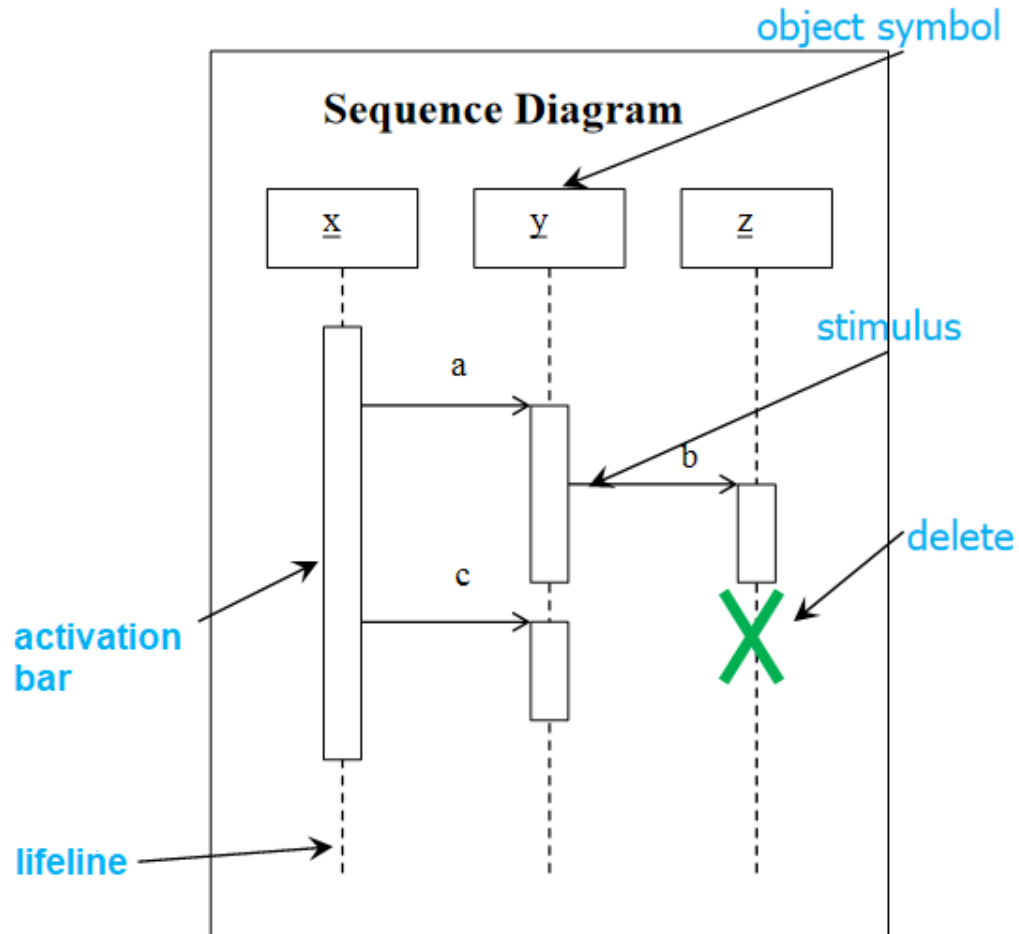 object symbol
Sequence Diagram
x
y
z
stimulus
a
b
delete
c
activation
bar
lifeline